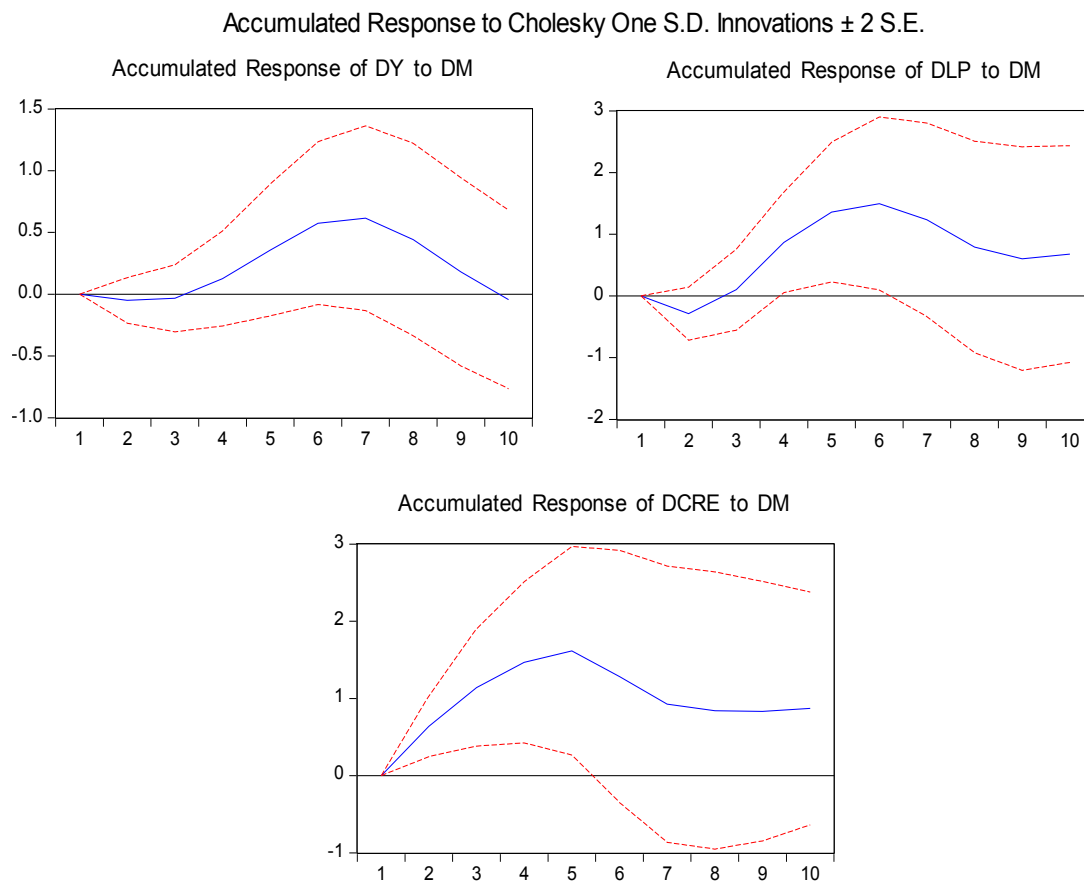 Accumulated Response to Cholesky One S.D. Innovations ± 2 S.E.
Accumulated Response of DY to DM
1.5
1.0
0.5
0.0
-0.5
-1.0
1 2 3 4 5 6 7 8 9 10
Accumulated Response of DLP to DM
3
2
1
0
-1
-2
1 2 3 4 5 6 7 8 9 10
Accumulated Response of DCRE to DM
3
2
1
0
-1
1 2 3 4 5 6 7 8 9 10